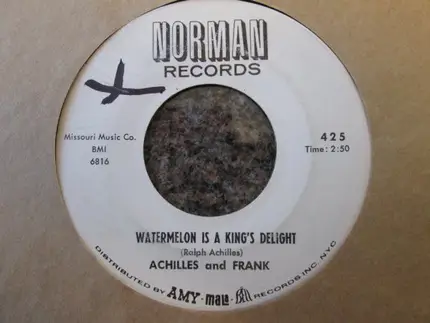 NORMAN
RECORDS
Missouri Music Co.
BMI
6816
425
Time: 2:50
WATERMELON IS A KING'S DELIGHT
(Ralph Achilles)
ACHILLES and FRANK
DISTRIBUTED BY AMY-mala-Bell RECORDS INC. NYC